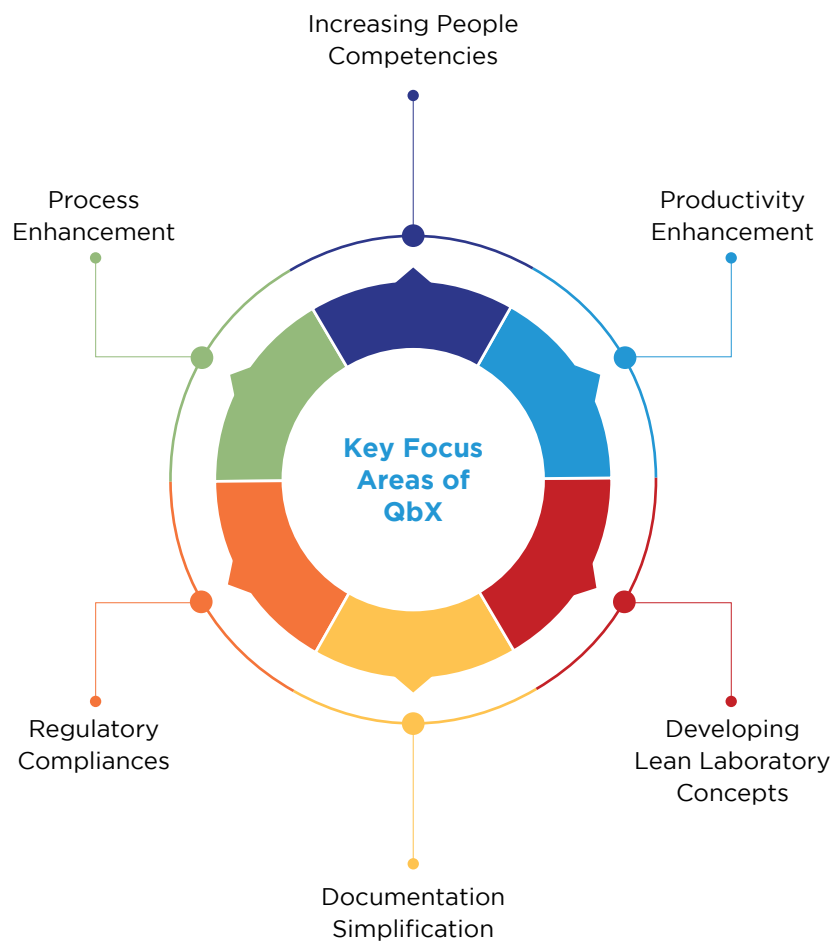 Increasing People
Competencies
Process
Enhancement
Productivity
Enhancement
Key Focus
Areas of
QbX
Regulatory
Compliances
Developing
Lean Laboratory
Concepts
Documentation
Simplification